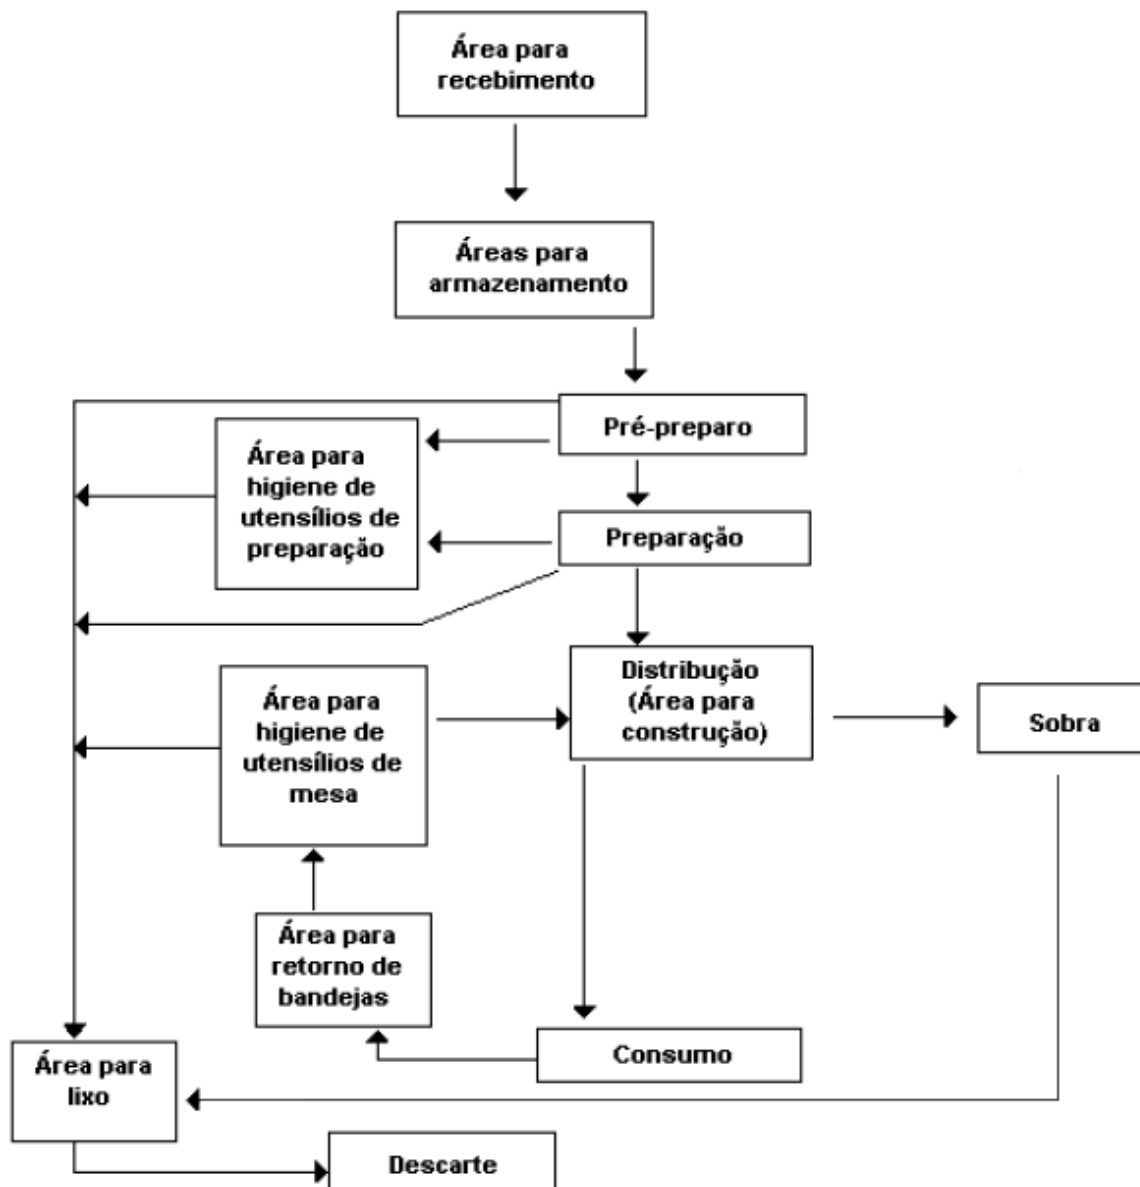 Área para
recebimento
Áreas para
armazenamento
Pré-preparo
Área para
higiene de
utensílios de
preparação
Preparação
Distribução
(Área para
construção)
Sobra
Área para
higiene de
utensílios de
mesa
Área para
retorno de
bandejas
Consumo
Área para
lixo
Descarte